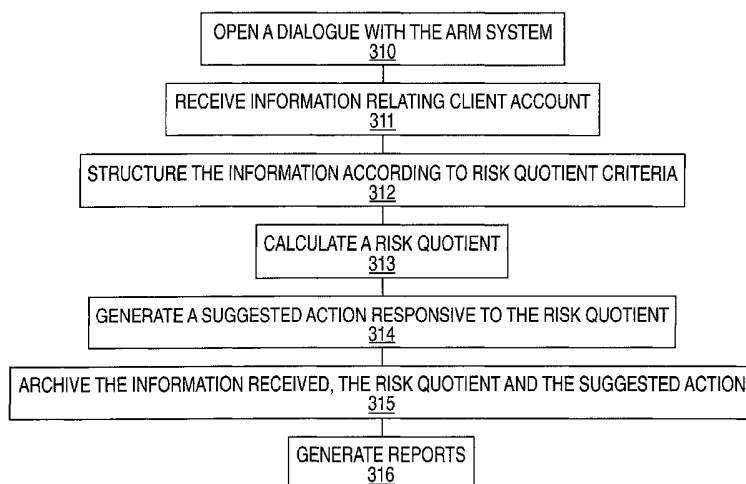 OPEN A DIALOGUE WITH THE ARM SYSTEM
310
RECEIVE INFORMATION RELATING CLIENT ACCOUNT
311
STRUCTURE THE INFORMATION ACCORDING TO RISK QUOTIENT CRITERIA
312
CALCULATE A RISK QUOTIENT
313
GENERATE A SUGGESTED ACTION RESPONSIVE TO THE RISK QUOTIENT
314
ARCHIVE THE INFORMATION RECEIVED, THE RISK QUOTIENT AND THE SUGGESTED ACTION
315
GENERATE REPORTS
316